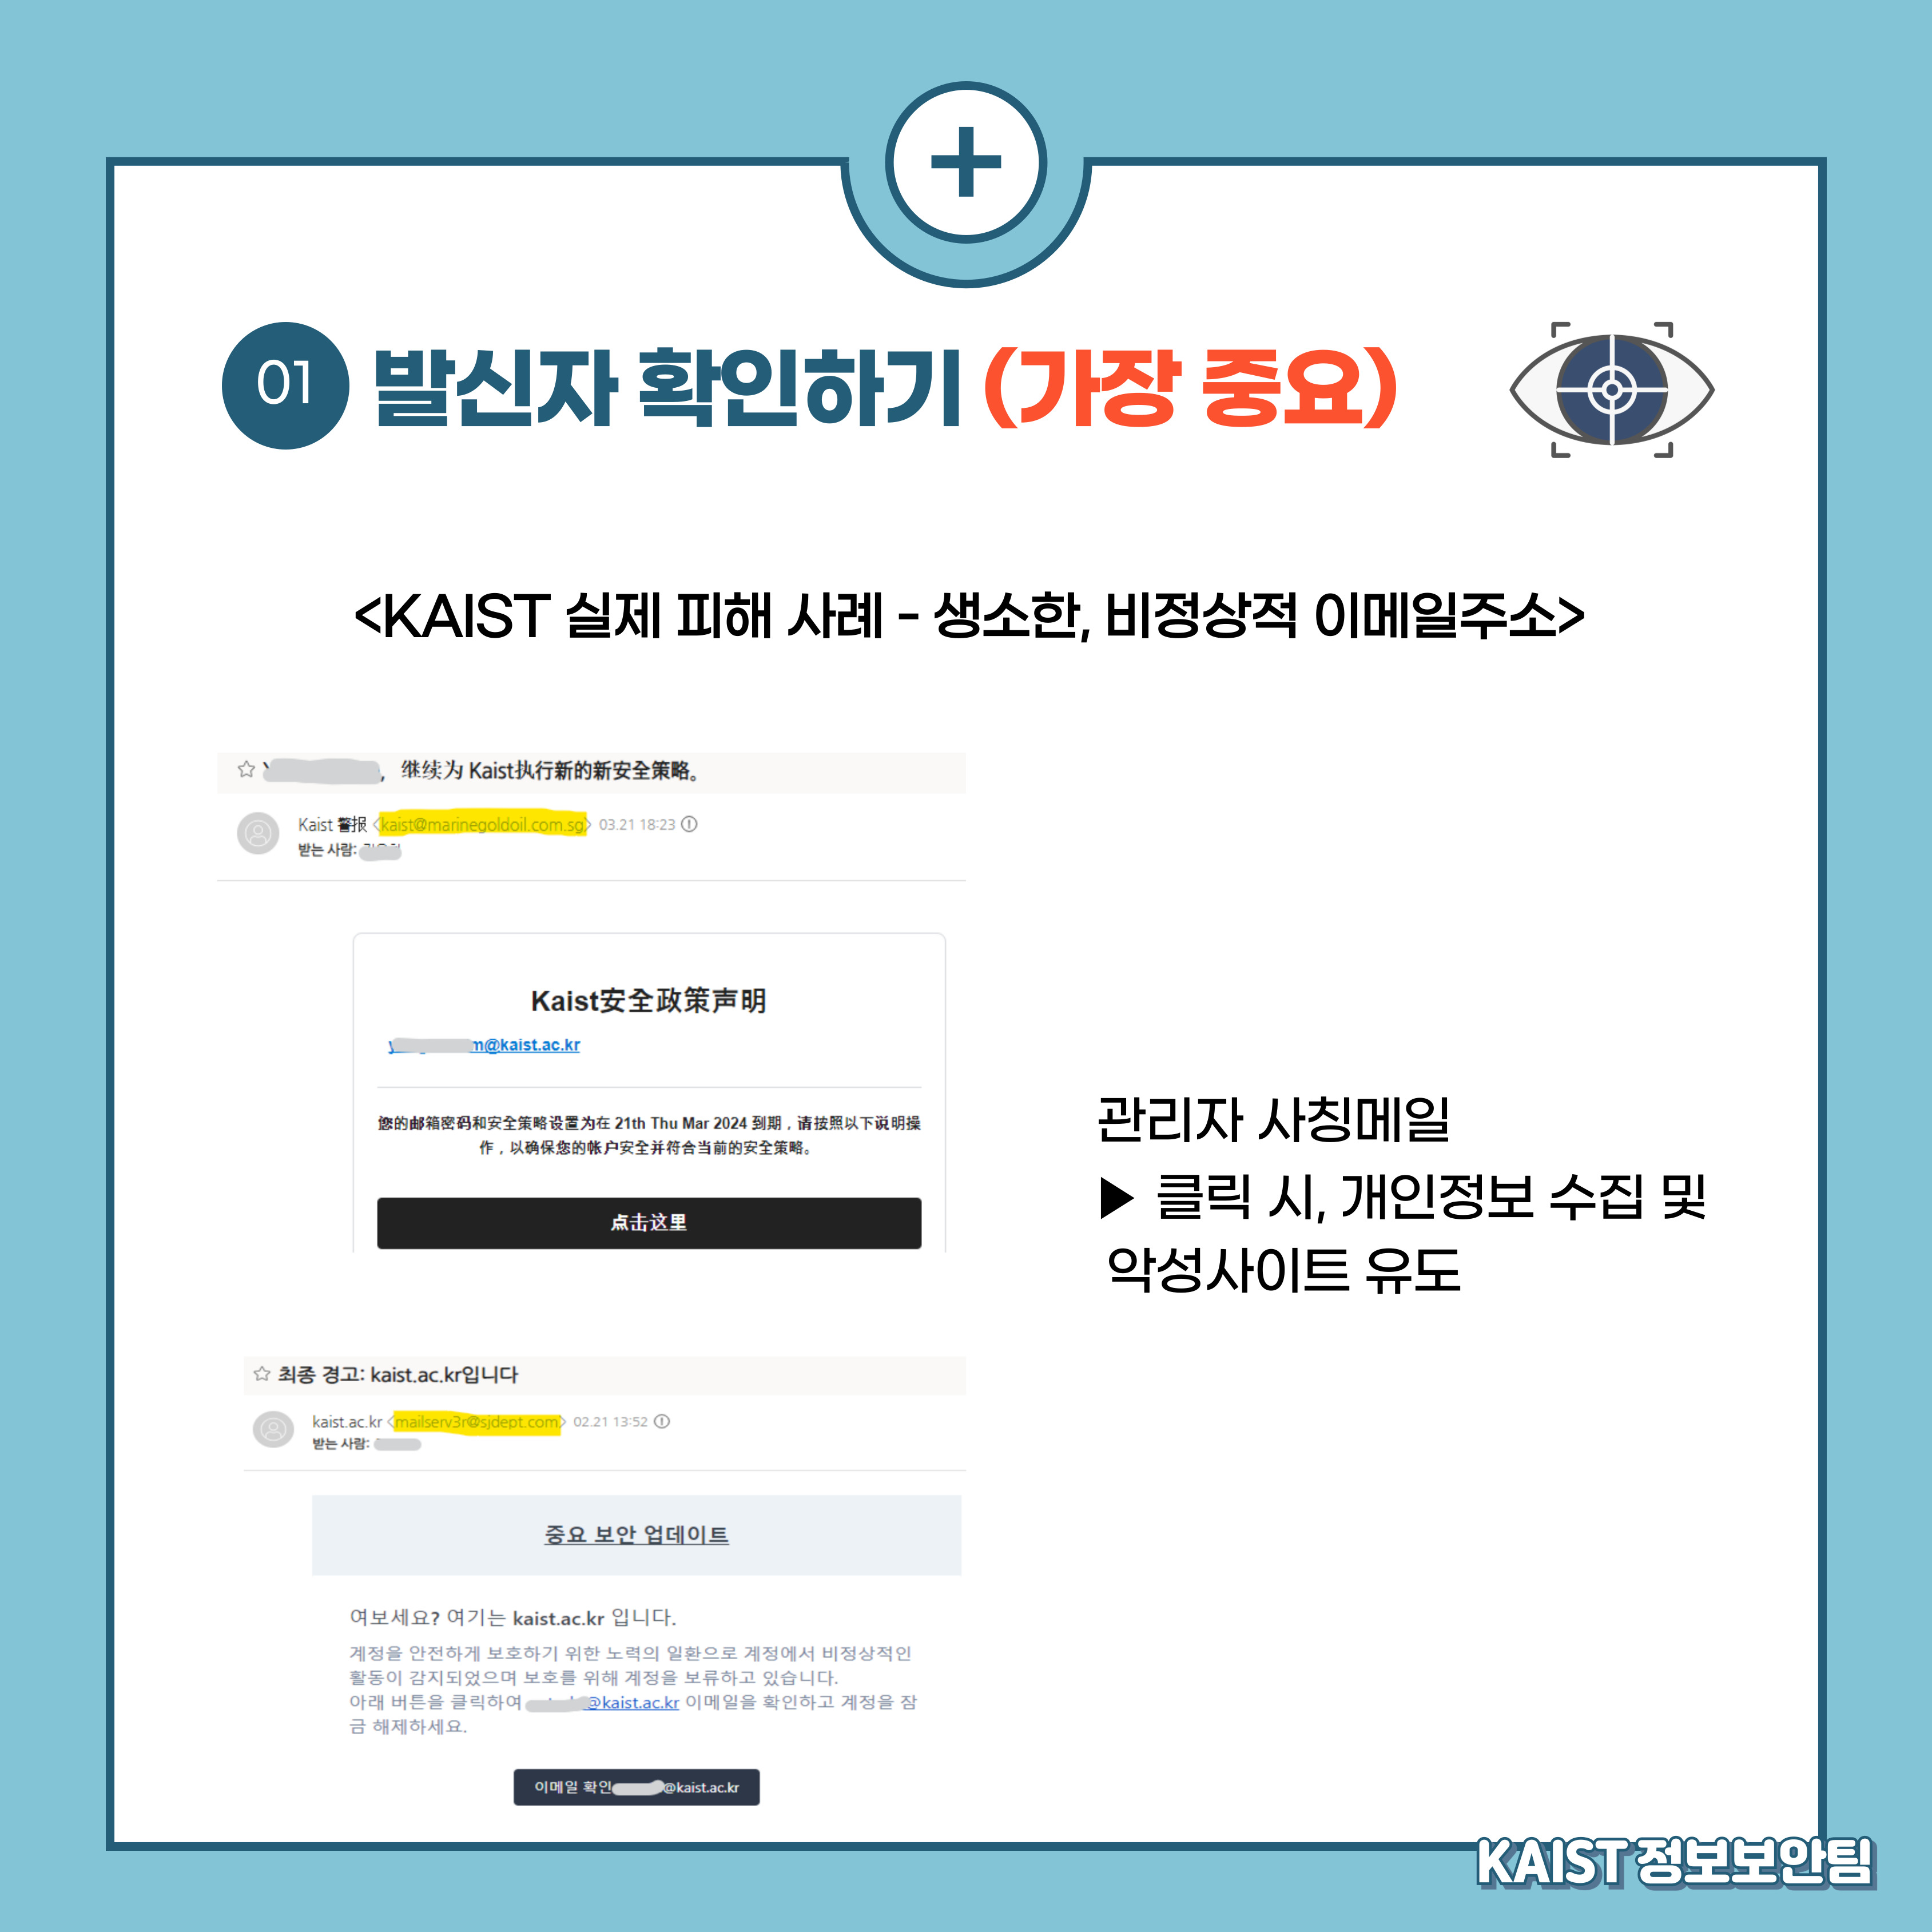 01 발신자 확인하기 (가장 중요)
<KAIST 실제 피해 사례 - 생소한, 비정상적 이메일주소>
, 继续为 Kaist执行新的新安全策略。
Kaist 警报 <kaist@marinegoldoil.com.sg> 03.21 18:23
받는 사람:
Kaist安全政策声明
m@kaist.ac.kr
您的邮箱密码和安全策略设置为在 21th Thu Mar 2024 到期，请按照以下说明操
作，以确保您的帐户安全并符合当前的安全策略。
点击这里
관리자 사칭메일
▶ 클릭 시, 개인정보 수집 및
악성사이트 유도
최종 경고: kaist.ac.kr입니다
kaist.ac.kr <mailserv3r@sjdept.com> 02.21 13:52
받는 사람:
중요 보안 업데이트
여보세요? 여기는 kaist.ac.kr 입니다.
계정을 안전하게 보호하기 위한 노력의 일환으로 계정에서 비정상적인
활동이 감지되었으며 보호를 위해 계정을 보류하고 있습니다.
아래 버튼을 클릭하여 @kaist.ac.kr 이메일을 확인하고 계정을 잠
금 해제하세요.
이메일 확인 @kaist.ac.kr
KAIST 정보보안팀